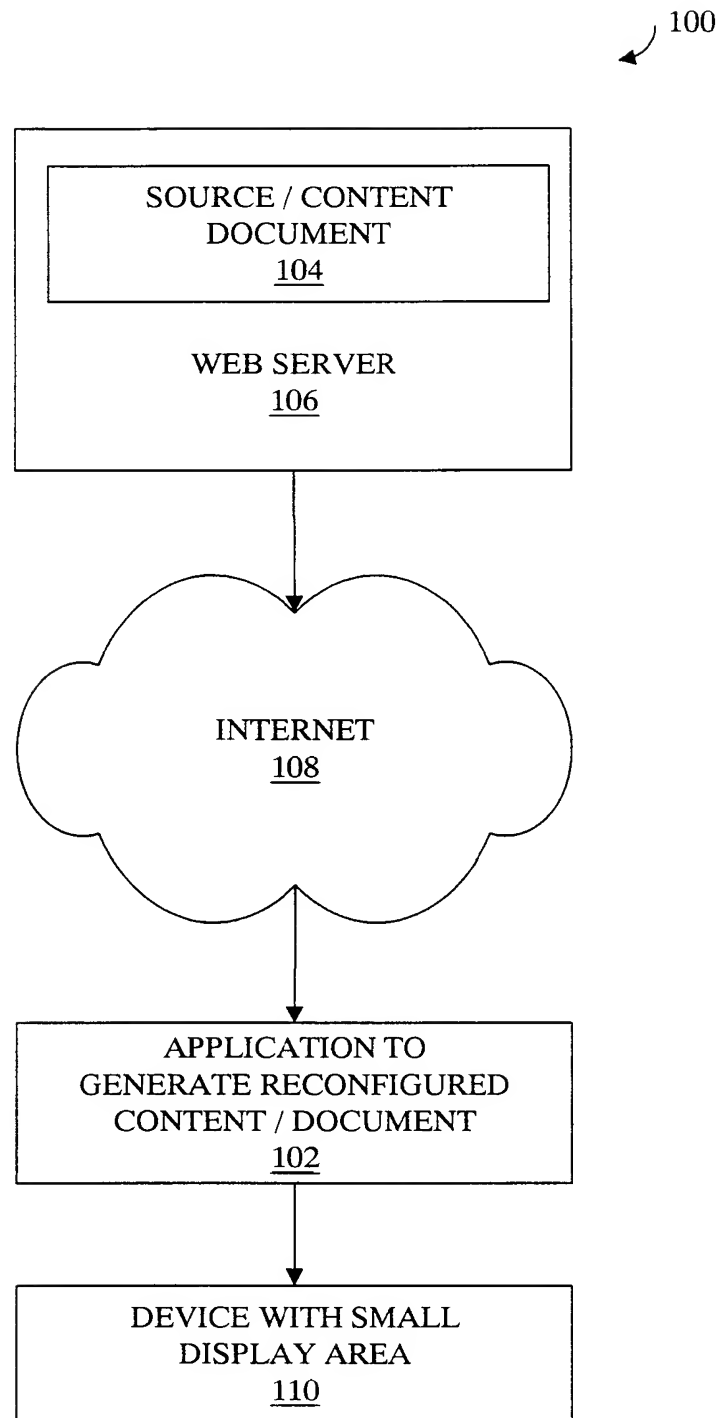 100
SOURCE / CONTENT
DOCUMENT
104
WEB SERVER
106
INTERNET
108
APPLICATION TO
GENERATE RECONFIGURED
CONTENT / DOCUMENT
102
DEVICE WITH SMALL
DISPLAY AREA
110